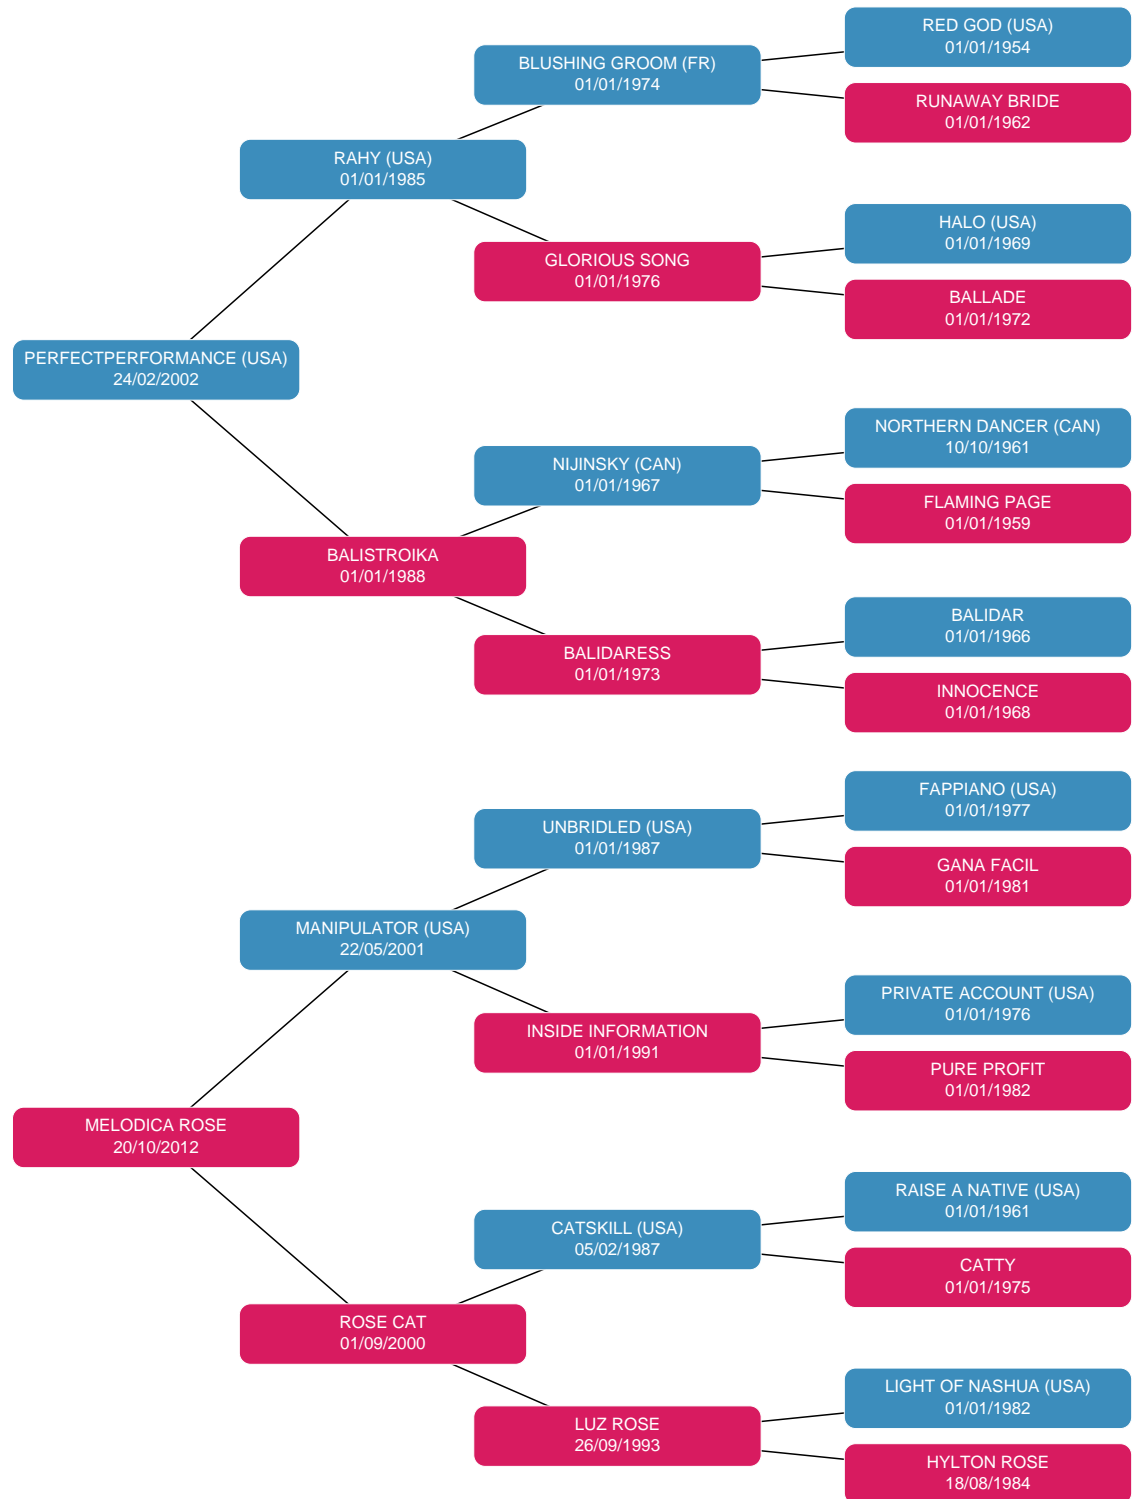 RED GOD (USA)
01/01/1954
BLUSHING GROOM (FR)
01/01/1974
RUNAWAY BRIDE
01/01/1962
RAHY (USA)
01/01/1985
HALO (USA)
01/01/1969
GLORIOUS SONG
01/01/1976
BALLADE
01/01/1972
PERFECTPERFORMANCE (USA)
24/02/2002
NORTHERN DANCER (CAN)
10/10/1961
NIJINSKY (CAN)
01/01/1967
FLAMING PAGE
01/01/1959
BALISTROIKA
01/01/1988
BALIDAR
01/01/1966
BALIDARESS
01/01/1973
INNOCENCE
01/01/1968
FAPPIANO (USA)
01/01/1977
UNBRIDLED (USA)
01/01/1987
GANA FACIL
01/01/1981
MANIPULATOR (USA)
22/05/2001
PRIVATE ACCOUNT (USA)
01/01/1976
INSIDE INFORMATION
01/01/1991
PURE PROFIT
01/01/1982
MELODICA ROSE
20/10/2012
RAISE A NATIVE (USA)
01/01/1961
CATSKILL (USA)
05/02/1987
CATTY
01/01/1975
ROSE CAT
01/09/2000
LIGHT OF NASHUA (USA)
01/01/1982
LUZ ROSE
26/09/1993
HYLTON ROSE
18/08/1984